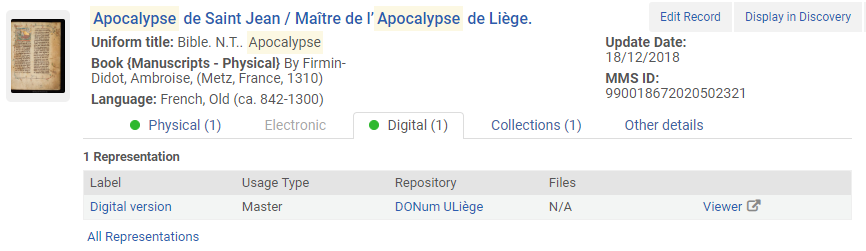 Apocalypse de Saint Jean / Maître de l’Apocalypse de Liège.
Edit Record
Display in Discovery
Uniform title: Bible. N.T.. Apocalypse
Book {Manuscripts - Physical} By Firmin-
Didot, Ambroise, (Metz, France, 1310)
Language: French, Old (ca. 842-1300)
Update Date:
18/12/2018
MMS ID:
990018672020502321
Physical (1)
Electronic
Digital (1)
Collections (1)
Other details
1 Representation
Label Usage Type Repository Files
Digital version Master DONum ULiège N/A Viewer
All Representations